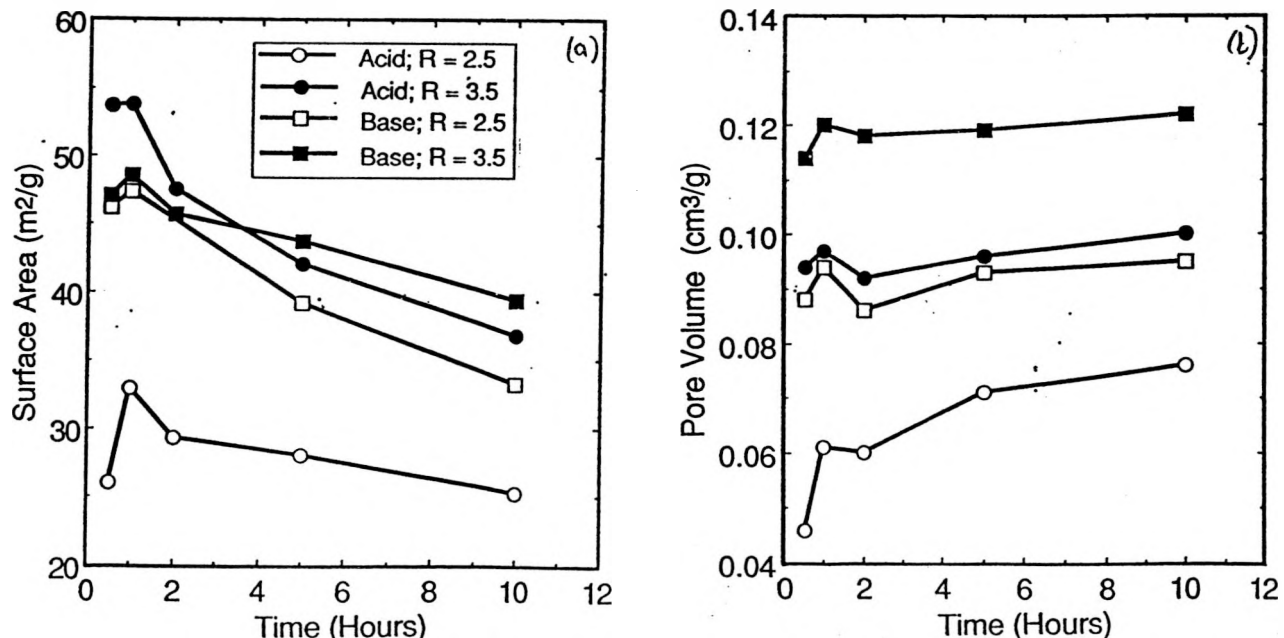 60
50
40
30
20
Surface Area (m²/g)
0 2 4 6 8 10 12
Time (Hours)
(a)
Acid; R = 2.5
Acid; R = 3.5
Base; R = 2.5
Base; R = 3.5
0.14
0.12
0.10
0.08
0.06
0.04
Pore Volume (cm³/g)
0 2 4 6 8 10 12
Time (Hours)